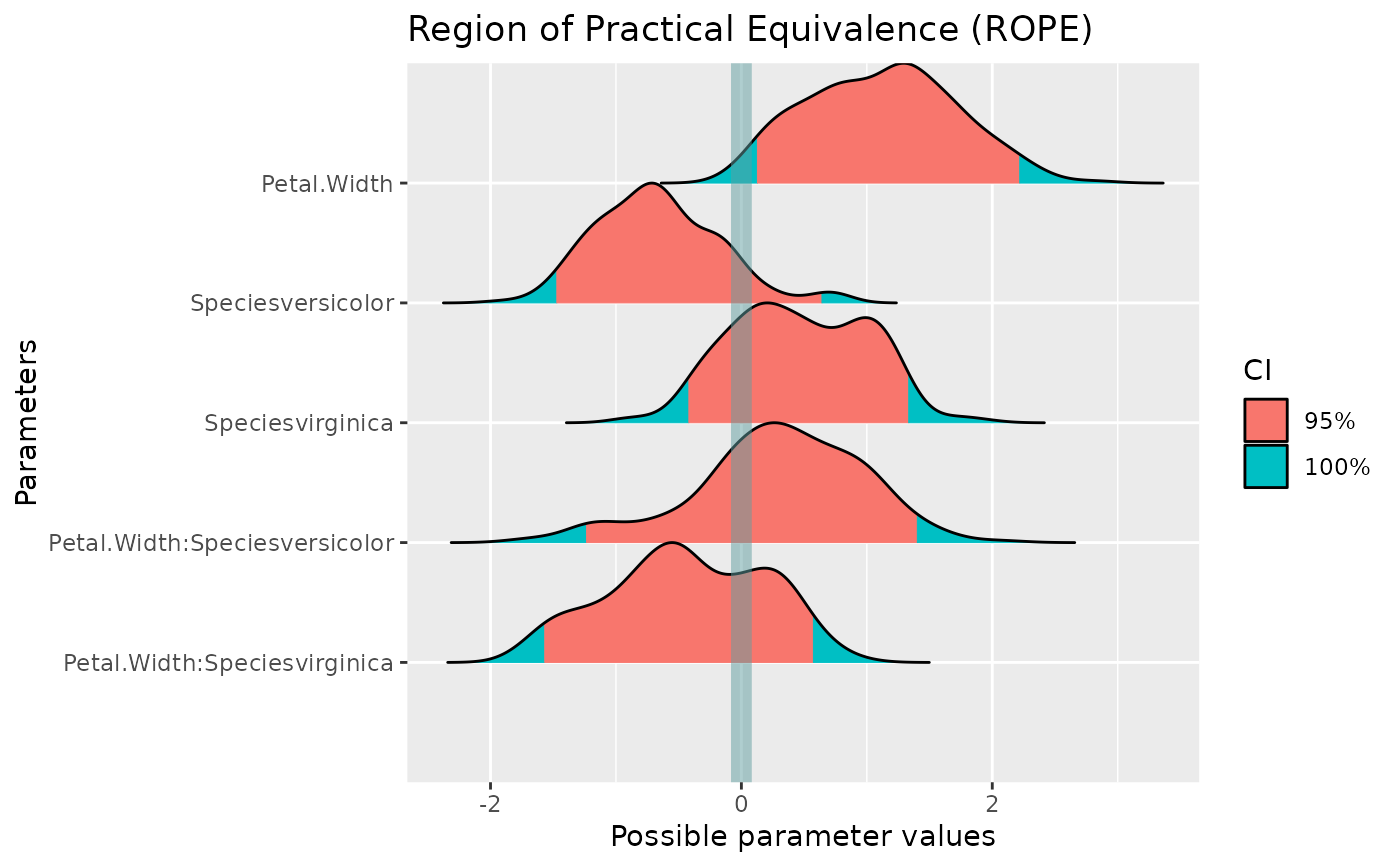 Region of Practical Equivalence (ROPE)
Parameters
Petal.Width
Speciesversicolor
Speciesvirginica
Petal.Width:Speciesversicolor
Petal.Width:Speciesvirginica
-2
0
2
Possible parameter values
CI
95%
100%